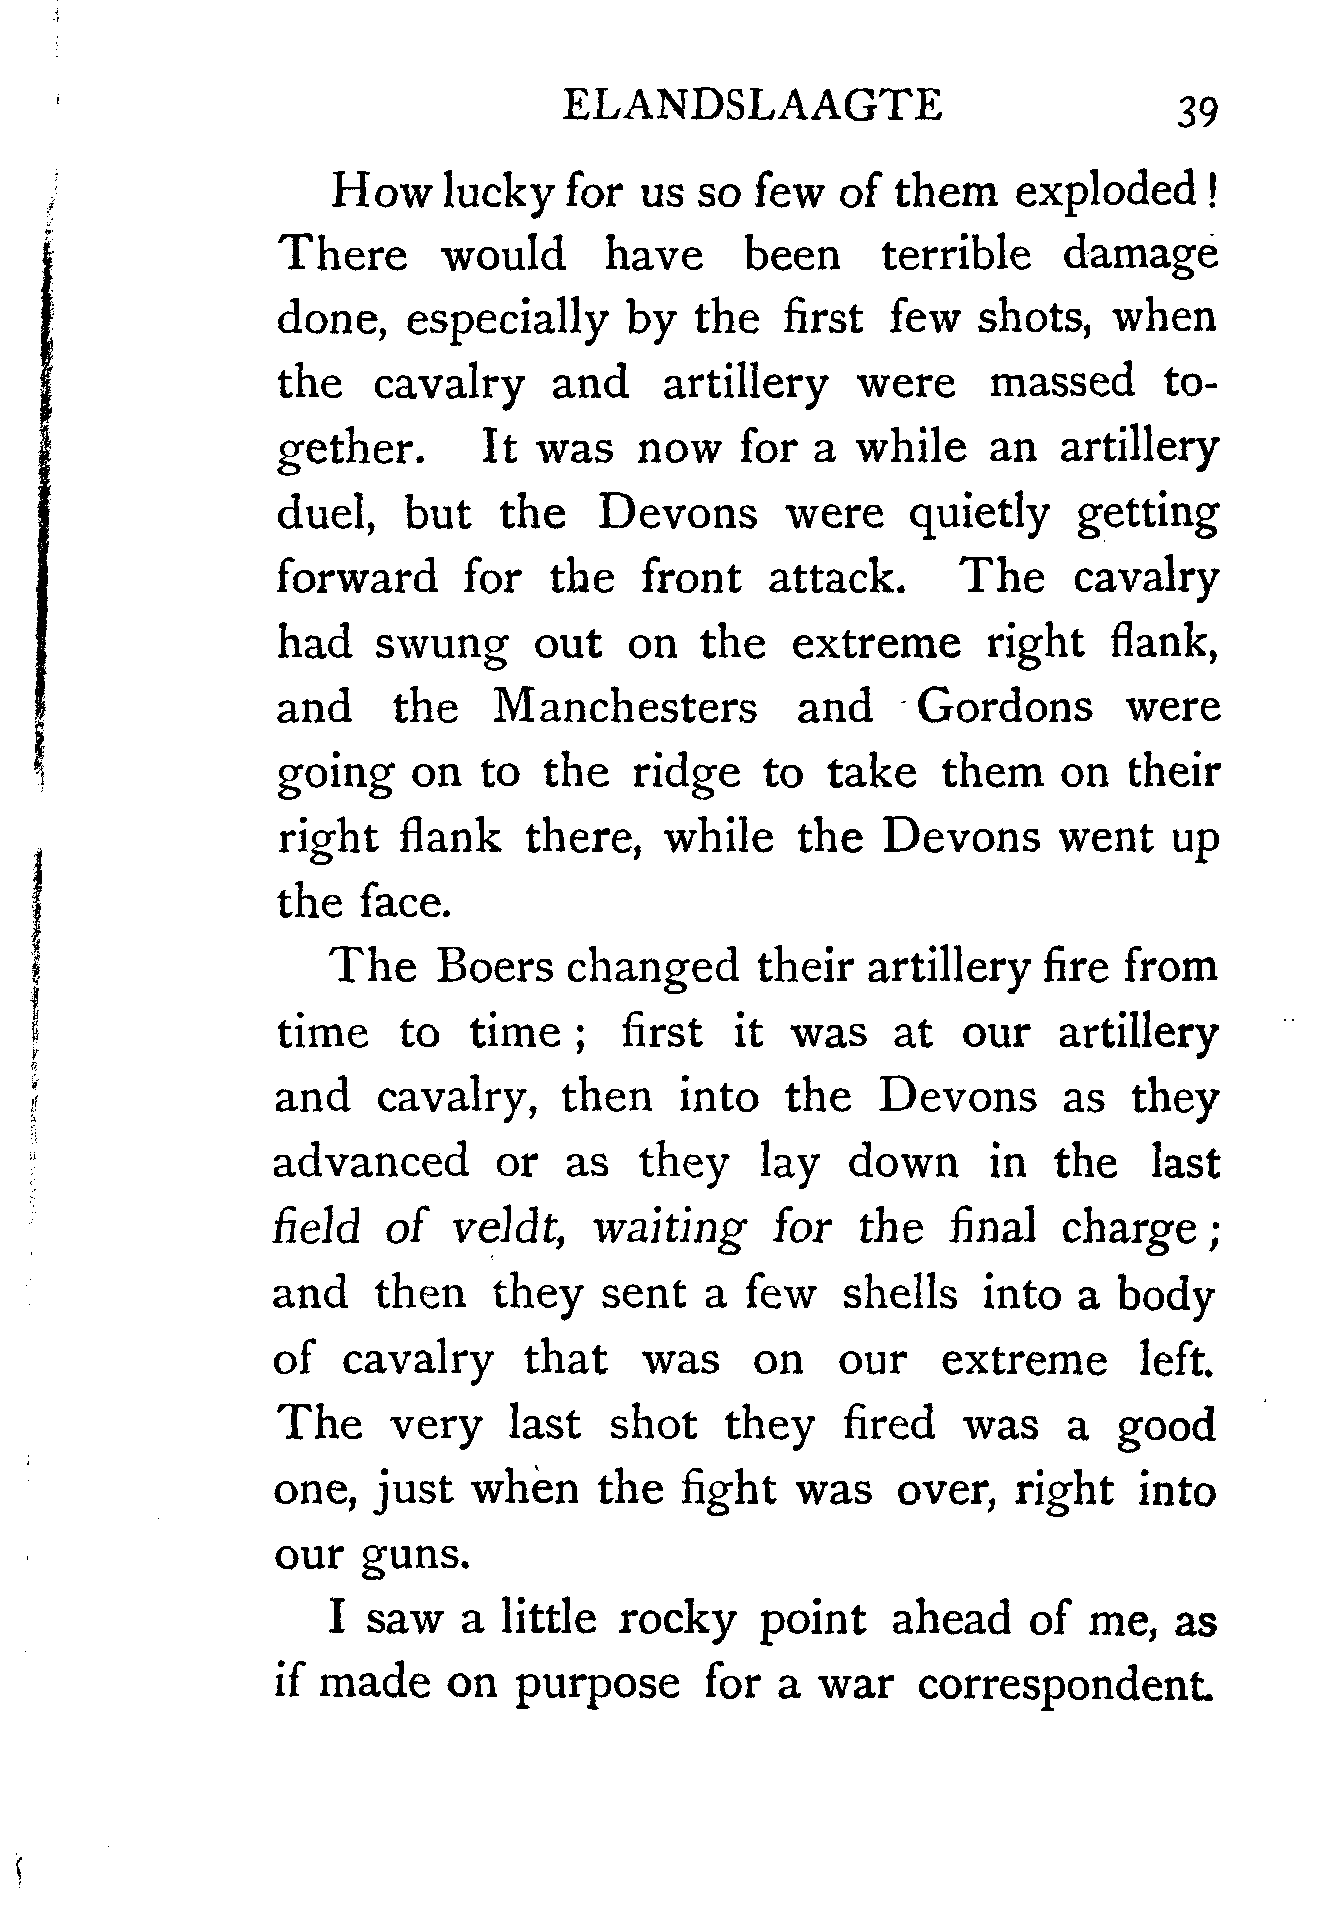 ELANDSLAAGTE 39
How lucky for us so few of them exploded!
There would have been terrible damage
done, especially by the first few shots, when
the cavalry and artillery were massed to-
gether. It was now for a while an artillery
duel, but the Devons were quietly getting
forward for the front attack. The cavalry
had swung out on the extreme right flank,
and the Manchesters and Gordons were
going on to the ridge to take them on their
right flank there, while the Devons went up
the face.
The Boers changed their artillery fire from
time to time; first it was at our artillery
and cavalry, then into the Devons as they
advanced or as they lay down in the last
field of veldt, waiting for the final charge;
and then they sent a few shells into a body
of cavalry that was on our extreme left.
The very last shot they fired was a good
one, just when the fight was over, right into
our guns.
I saw a little rocky point ahead of me, as
if made on purpose for a war correspondent.